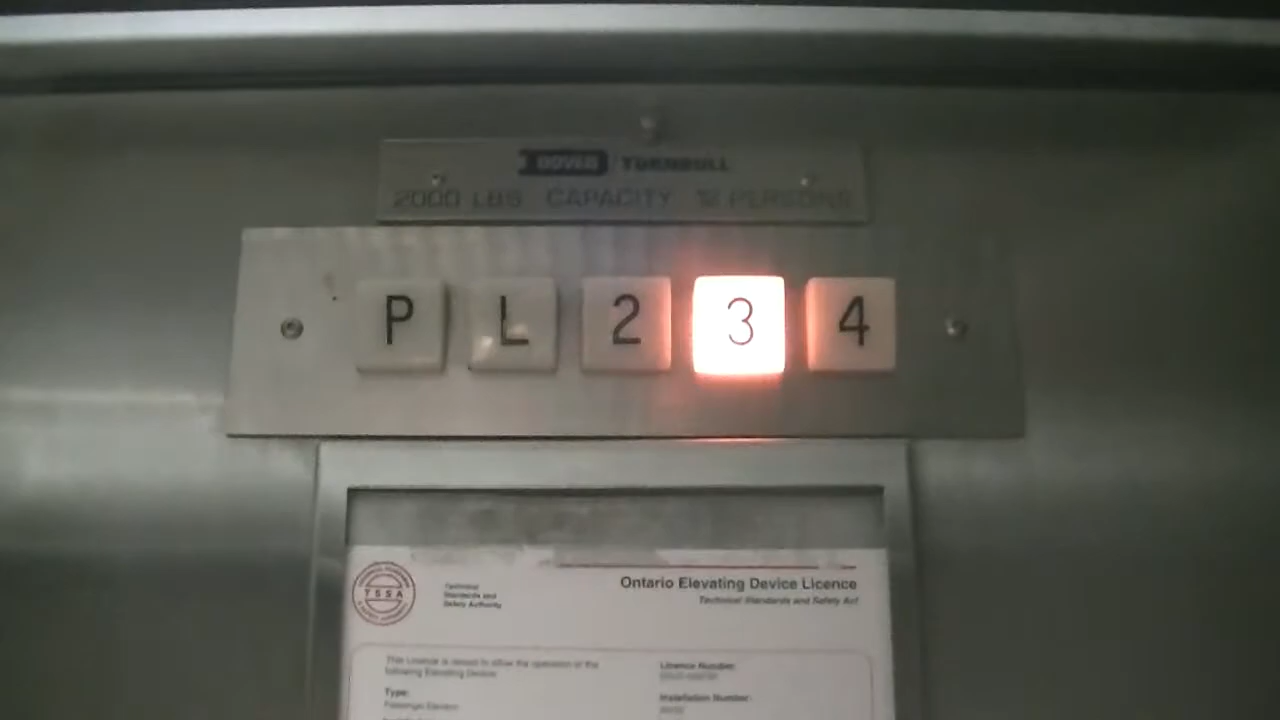 DOVER / TURNBULL
2000 LBS CAPACITY 12 PERSONS
P L 2 3 4
TSSA
Technical
Standards and
Safety Authority
Ontario Elevating Device Licence
Technical Standards and Safety Act
This Licence is issued to allow the operation of the
following Elevating Device:
Licence Number:
Type:
Passenger Elevator
Installation Number: